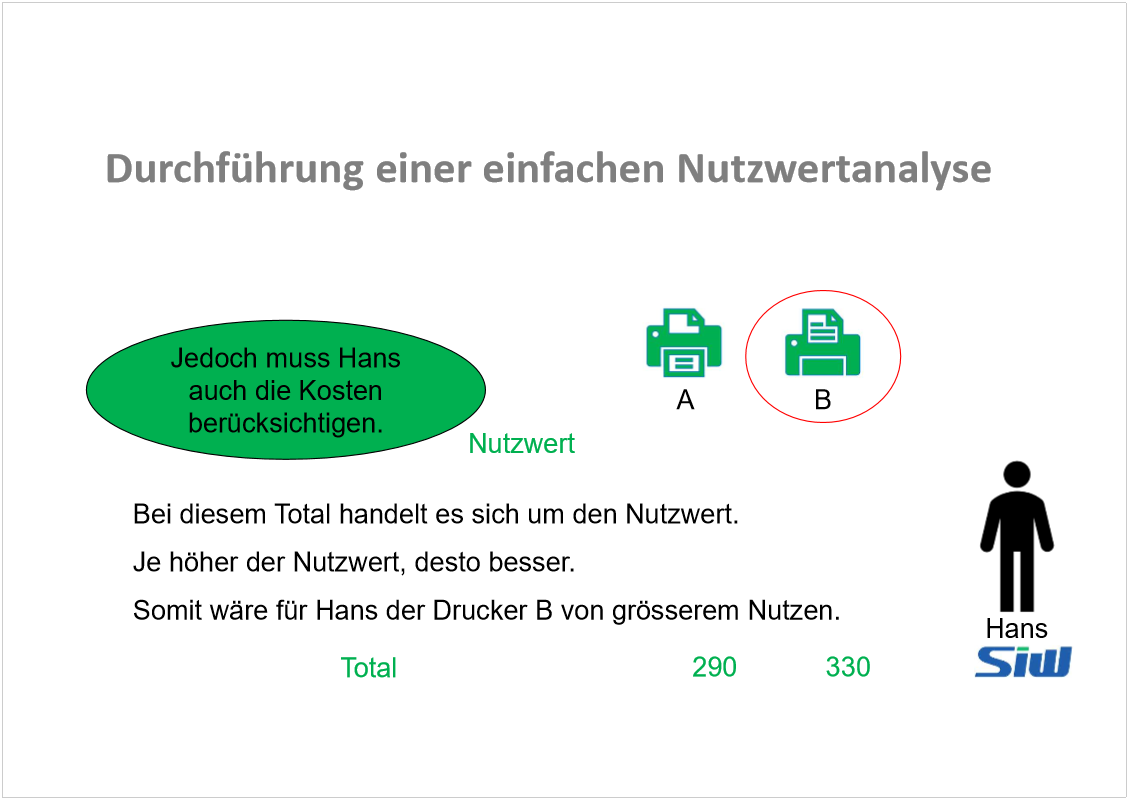 Durchführung einer einfachen Nutzwertanalyse
Jedoch muss Hans
auch die Kosten
berücksichtigen.
A
B
Nutzwert
Bei diesem Total handelt es sich um den Nutzwert.
Je höher der Nutzwert, desto besser.
Somit wäre für Hans der Drucker B von grösserem Nutzen.
Hans
Total 290 330
SiW